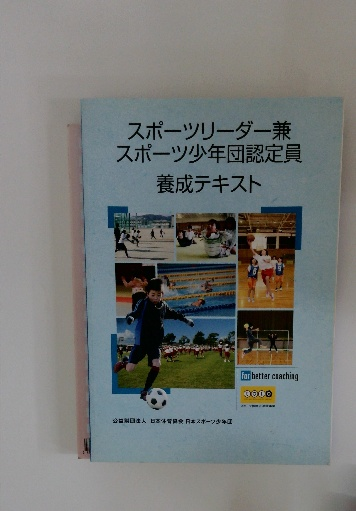 スポーツリーダー兼
スポーツ少年団認定員
養成テキスト
for better coaching
公益財団法人 日本体育協会 日本スポーツ少年団